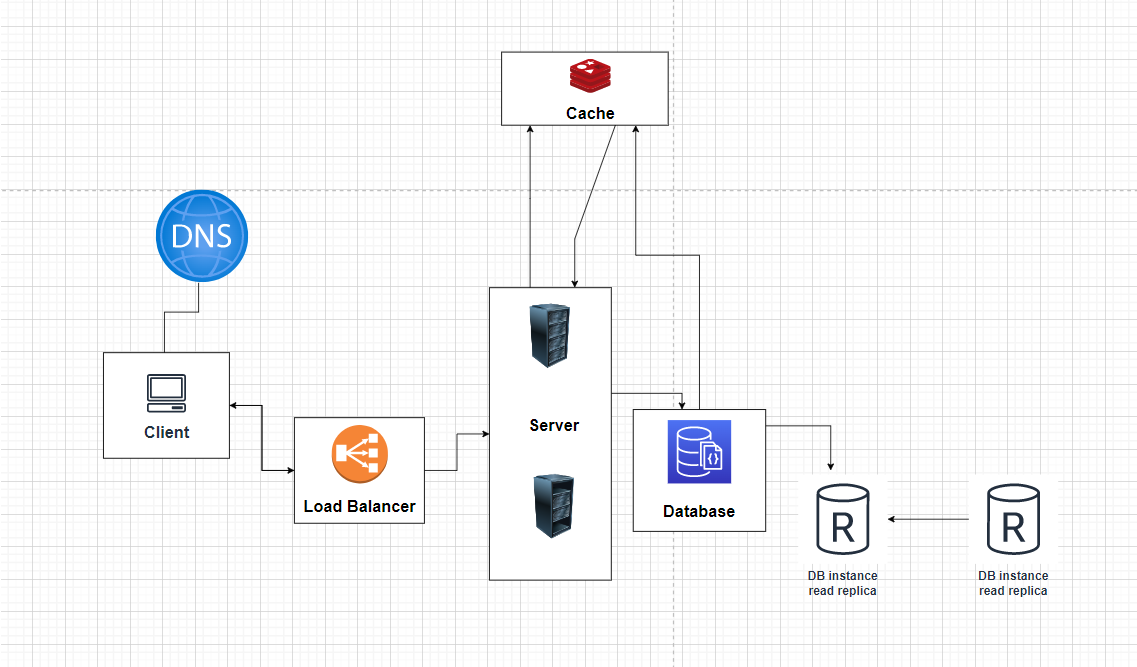 Cache
DNS
Client
Server
Load Balancer
Database
R
R
DB instance
read replica
DB instance
read replica